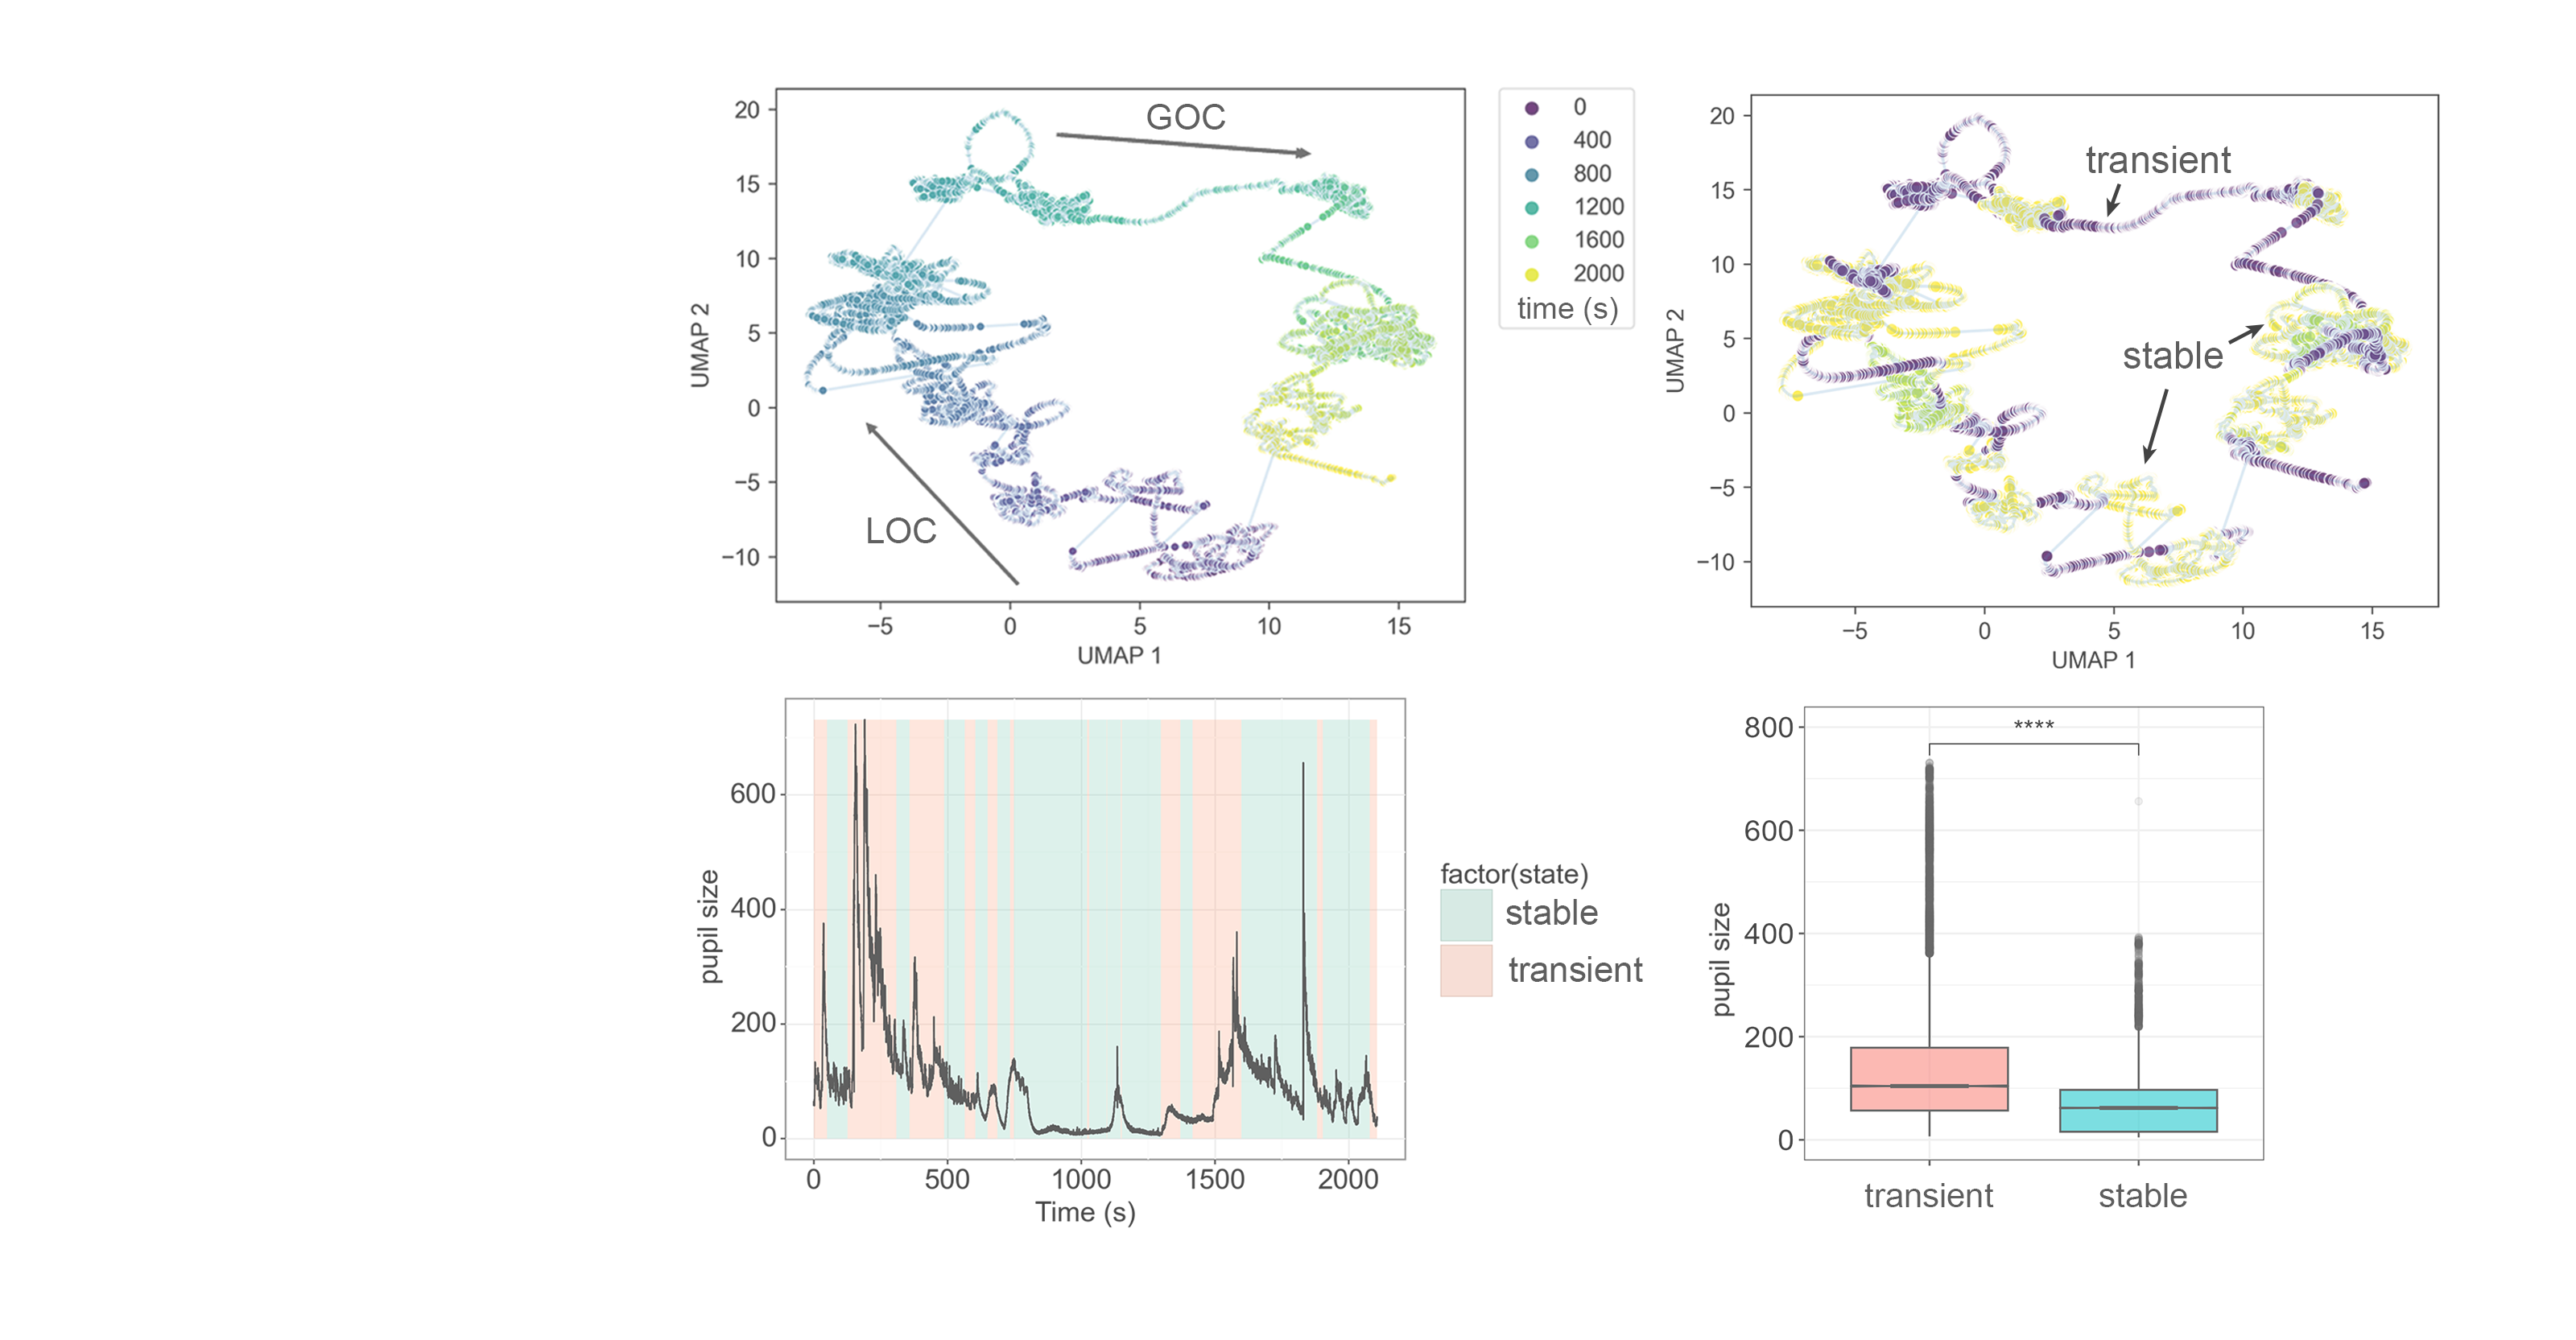 GOC
LOC
20
15
10
5
0
−5
−10
UMAP 2
−5
0
5
10
15
UMAP 1
0
400
800
1200
1600
2000
time (s)
transient
stable
20
15
10
5
0
−5
−10
UMAP 2
−5
0
5
10
15
UMAP 1
600
400
200
0
pupil size
0
500
1000
1500
2000
Time (s)
factor(state)
stable
transient
****
800
600
400
200
0
pupil size
transient
stable